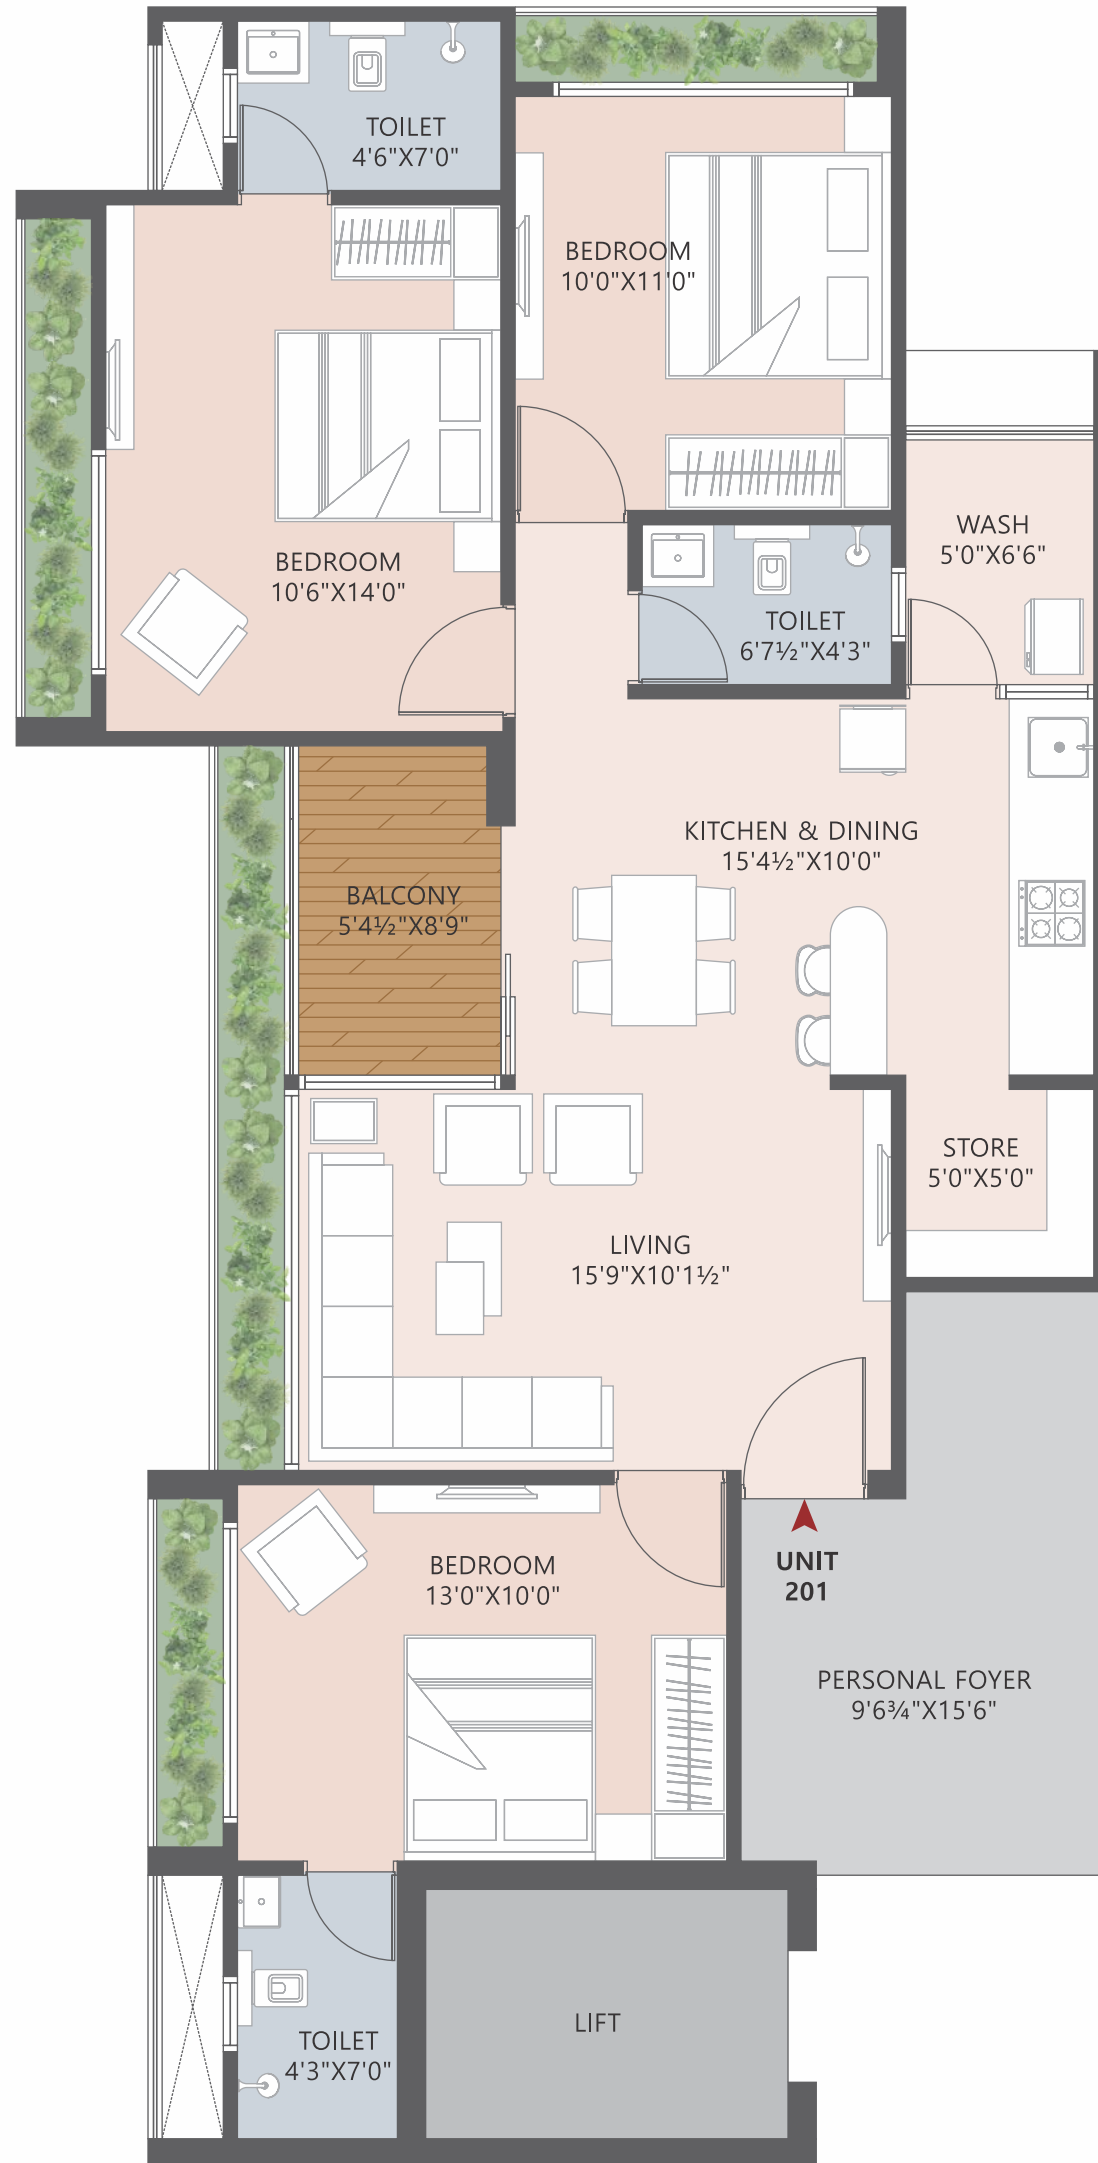 TOILET
4'6"X7'0"
BEDROOM
10'0"X11'0"
WASH
5'0"X6'6"
BEDROOM
10'6"X14'0"
TOILET
6'7½"X4'3"
KITCHEN & DINING
15'4½"X10'0"
BALCONY
5'4½"X8'9"
STORE
5'0"X5'0"
LIVING
15'9"X10'1½"
BEDROOM
13'0"X10'0"
UNIT
201
PERSONAL FOYER
9'6¾"X15'6"
LIFT
TOILET
4'3"X7'0"